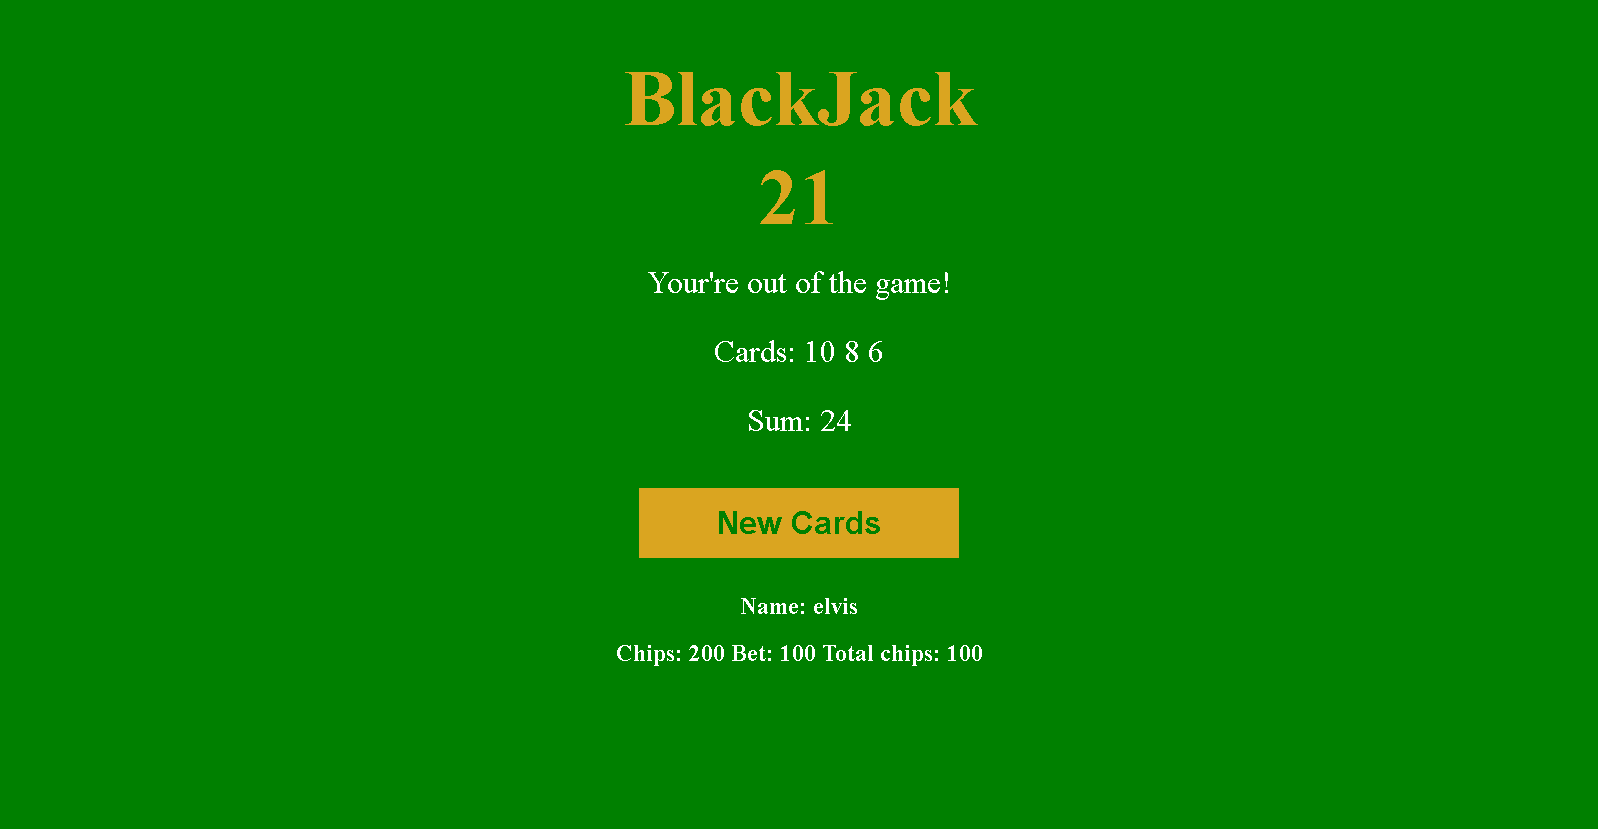 BlackJack
21
Your're out of the game!
Cards: 10 8 6
Sum: 24
New Cards
Name: elvis
Chips: 200 Bet: 100 Total chips: 100